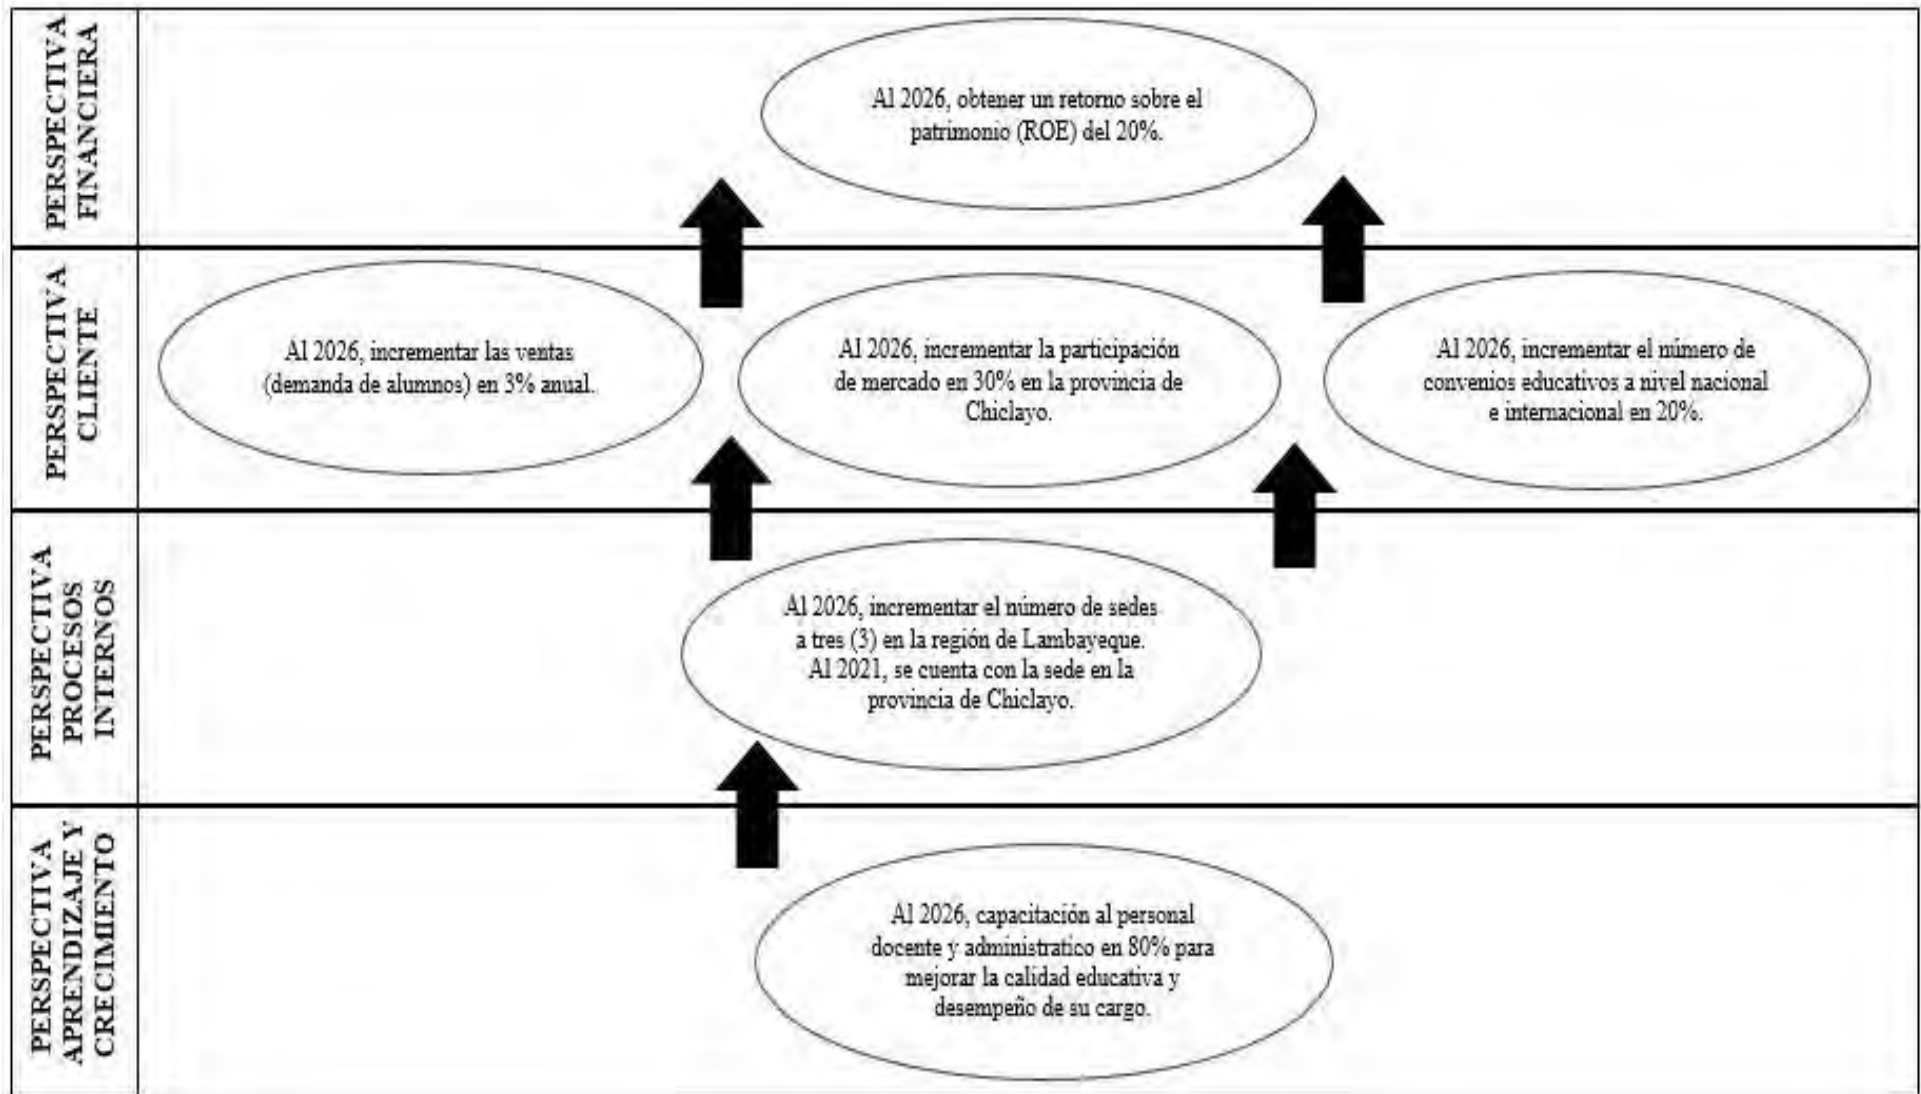 PERSPECTIVA
FINANCIERA
Al 2026, obtener un retorno sobre el
patrimonio (ROE) del 20%.
PERSPECTIVA
CLIENTE
Al 2026, incrementar las ventas
(demanda de alumnos) en 3% anual.
Al 2026, incrementar la participación
de mercado en 30% en la provincia de
Chiclayo.
Al 2026, incrementar el número de
convenios educativos a nivel nacional
e internacional en 20%.
PERSPECTIVA
PROCESOS
INTERNOS
Al 2026, incrementar el número de sedes
a tres (3) en la región de Lambayeque.
Al 2021, se cuenta con la sede en la
provincia de Chiclayo.
PERSPECTIVA
APRENDIZAJE Y
CRECIMIENTO
Al 2026, capacitación al personal
docente y administratico en 80% para
mejorar la calidad educativa y
desempeño de su cargo.